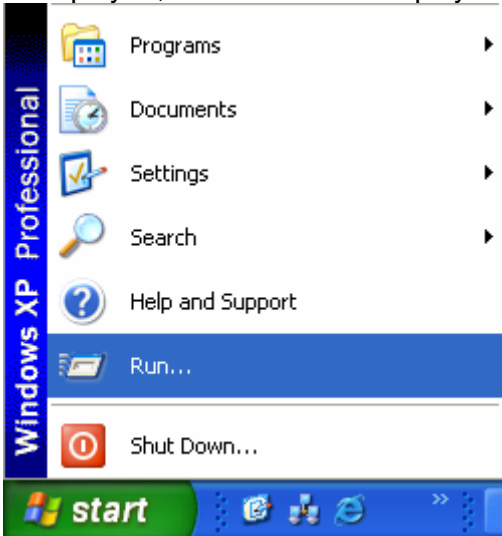 Programs
Documents
Settings
Search
Help and Support
Run...
Shut Down...
Windows XP Professional
start